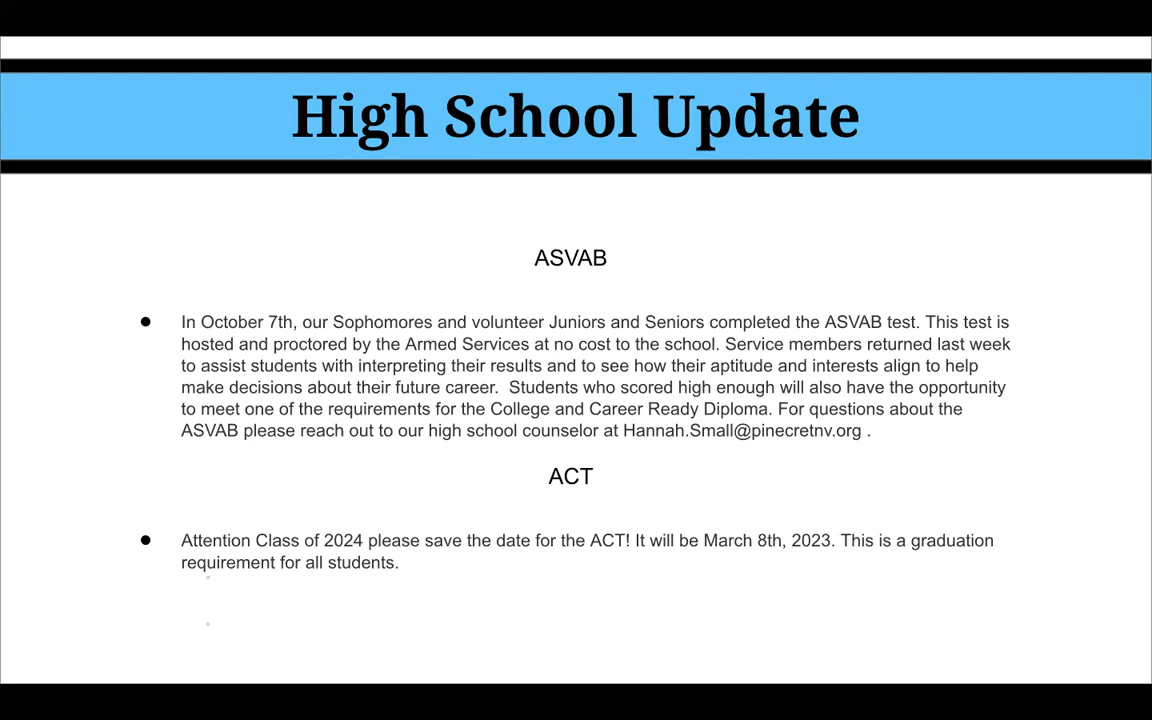 High School Update
ASVAB
● In October 7th, our Sophomores and volunteer Juniors and Seniors completed the ASVAB test. This test is
hosted and proctored by the Armed Services at no cost to the school. Service members returned last week
to assist students with interpreting their results and to see how their aptitude and interests align to help
make decisions about their future career.  Students who scored high enough will also have the opportunity
to meet one of the requirements for the College and Career Ready Diploma. For questions about the
ASVAB please reach out to our high school counselor at Hannah.Small@pinecretnv.org .
ACT
● Attention Class of 2024 please save the date for the ACT! It will be March 8th, 2023. This is a graduation
requirement for all students.